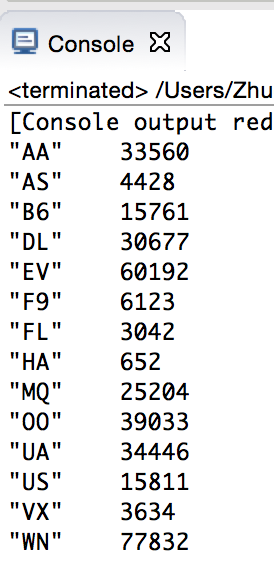 Console
<terminated> /Users/Zhu
[Console output red
"AA" 33560
"AS" 4428
"B6" 15761
"DL" 30677
"EV" 60192
"F9" 6123
"FL" 3042
"HA" 652
"MQ" 25204
"OO" 39033
"UA" 34446
"US" 15811
"VX" 3634
"WN" 77832